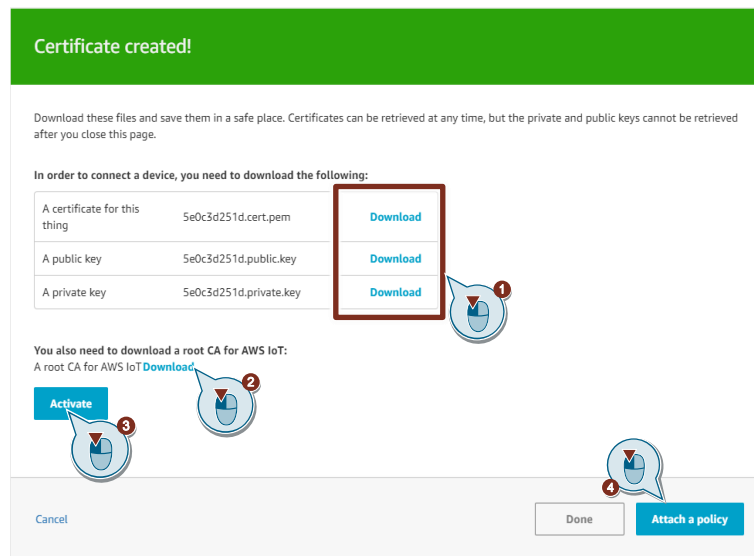 Certificate created!
Download these files and save them in a safe place. Certificates can be retrieved at any time, but the private and public keys cannot be retrieved
after you close this page.
In order to connect a device, you need to download the following:
A certificate for this
thing
5e0c3d251d.cert.pem
Download
A public key
5e0c3d251d.public.key
Download
A private key
5e0c3d251d.private.key
Download
1
You also need to download a root CA for AWS IoT:
A root CA for AWS IoT Download
2
Activate
3
4
Cancel
Done
Attach a policy